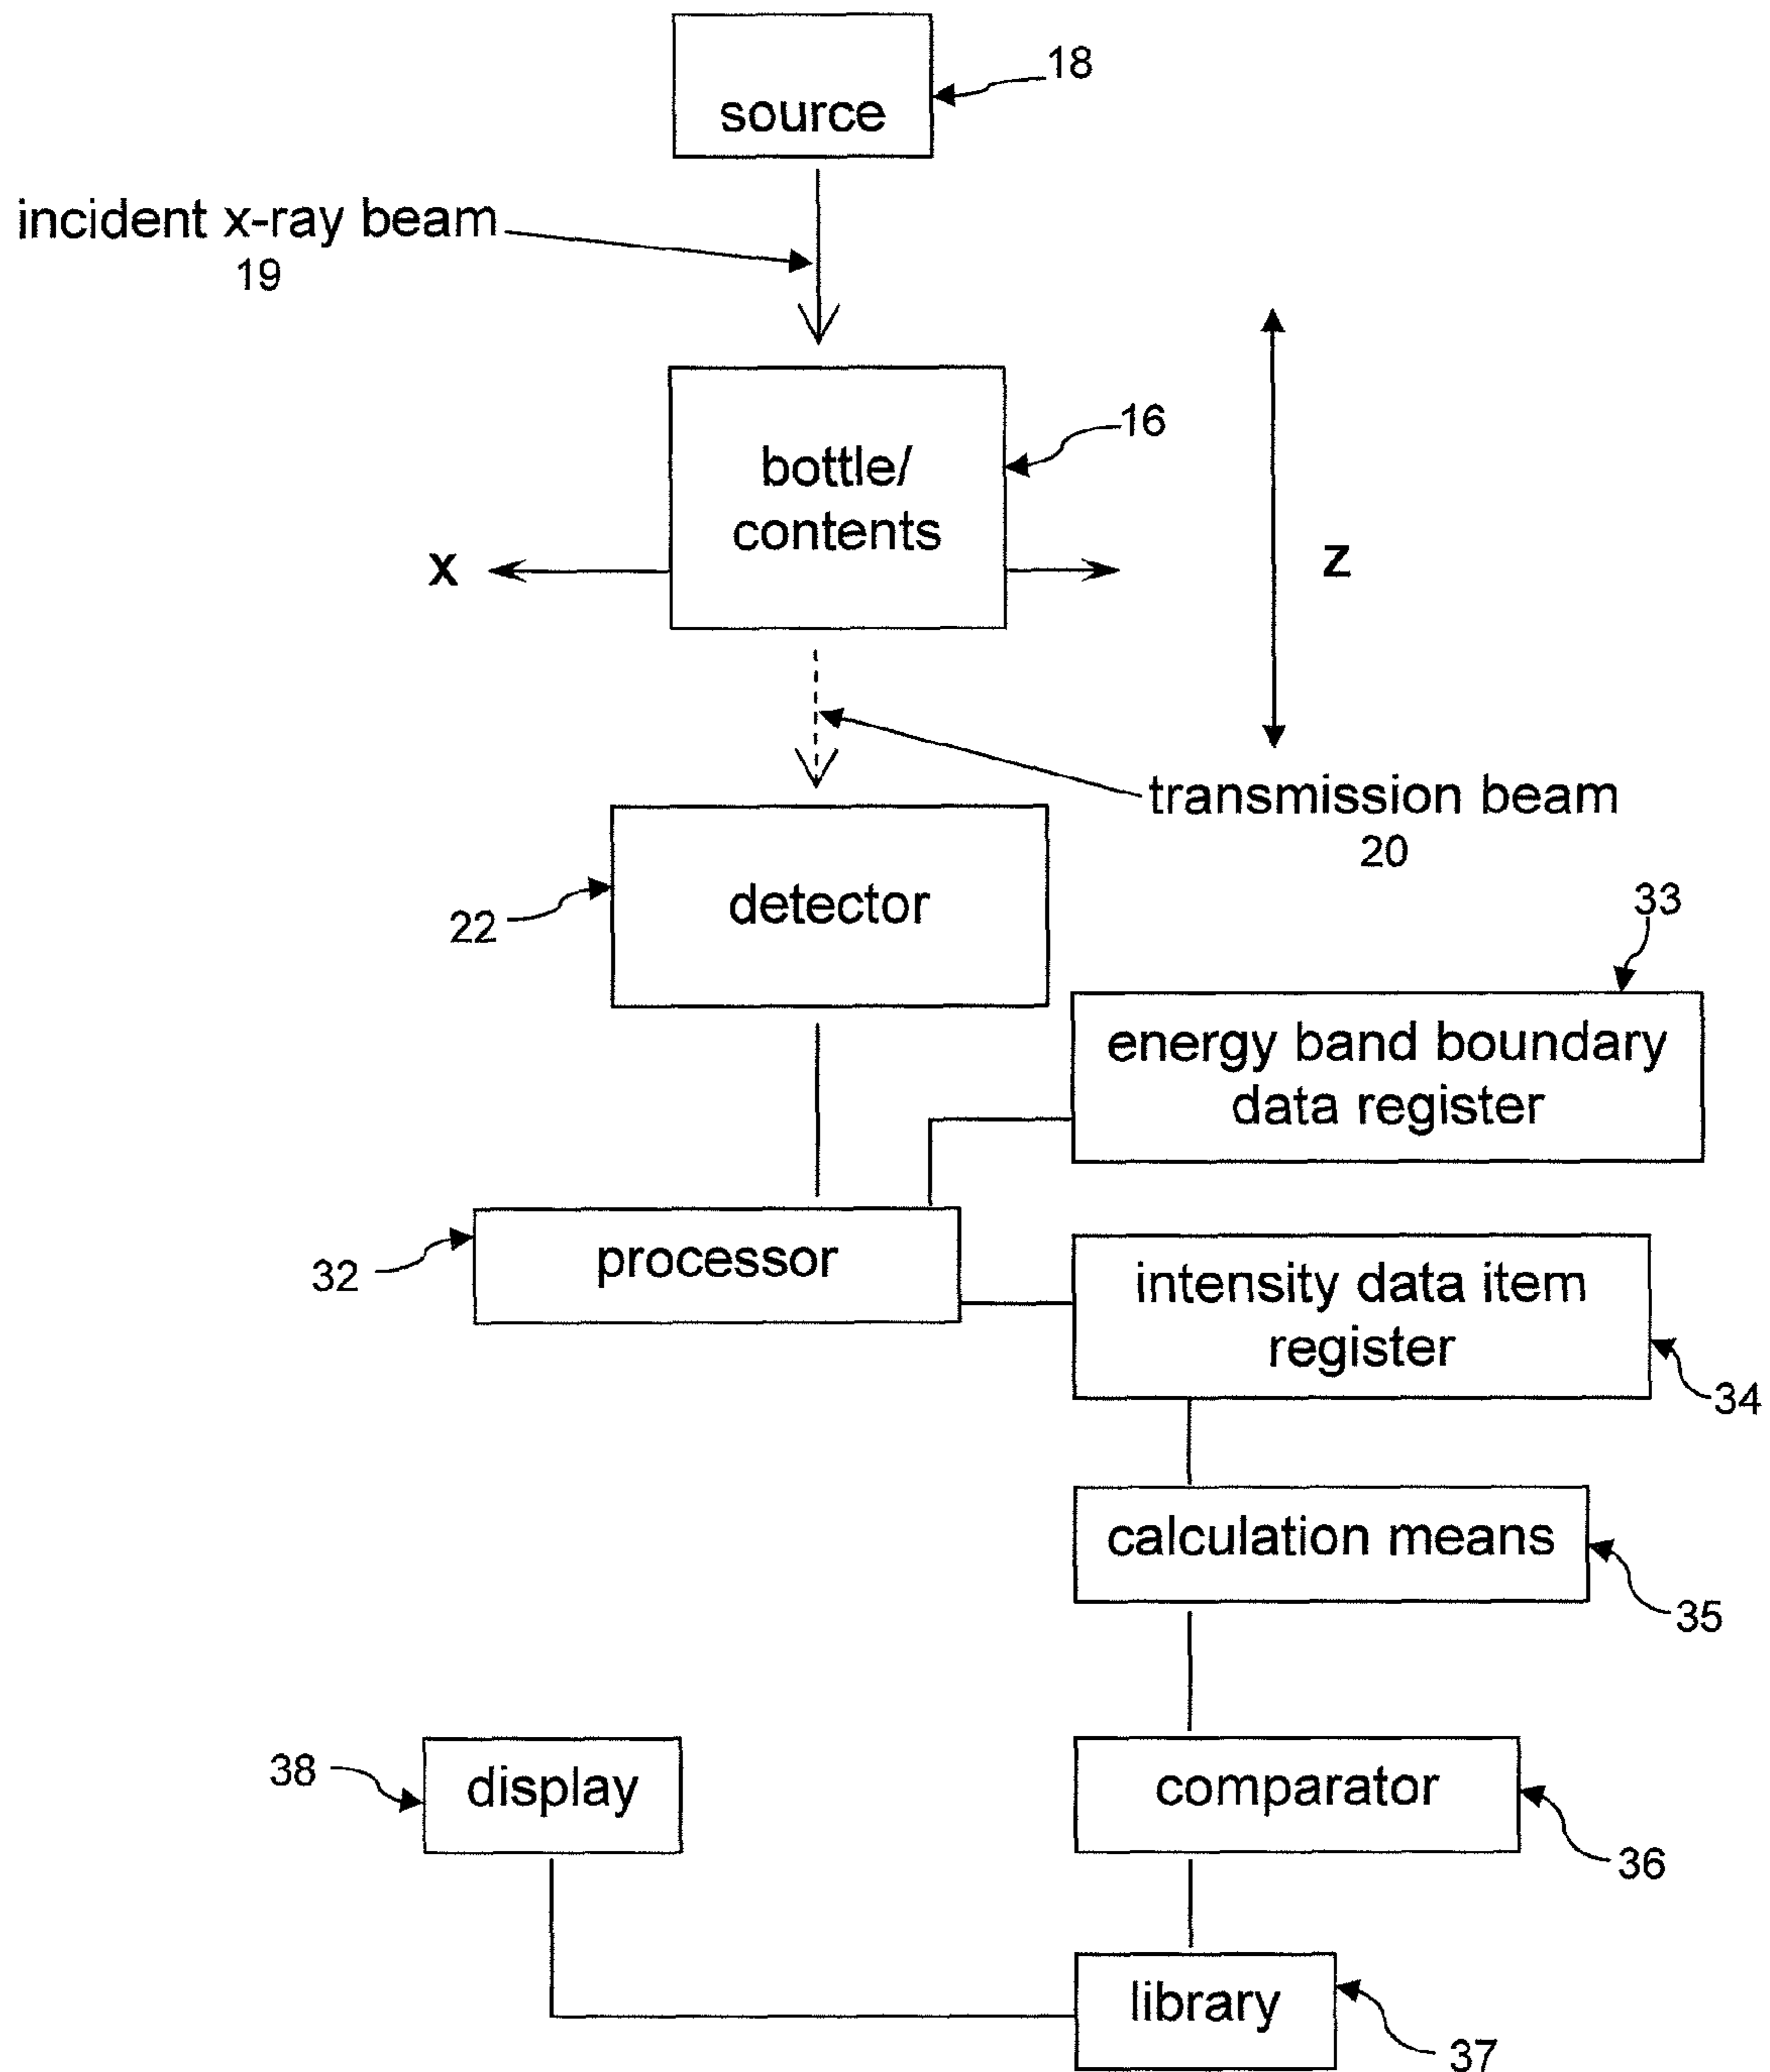 18
source
incident x-ray beam
19
16
bottle/
contents
x
z
transmission beam
20
22
detector
33
energy band boundary
data register
32
processor
intensity data item
register
34
calculation means
35
38
display
comparator
36
library
37